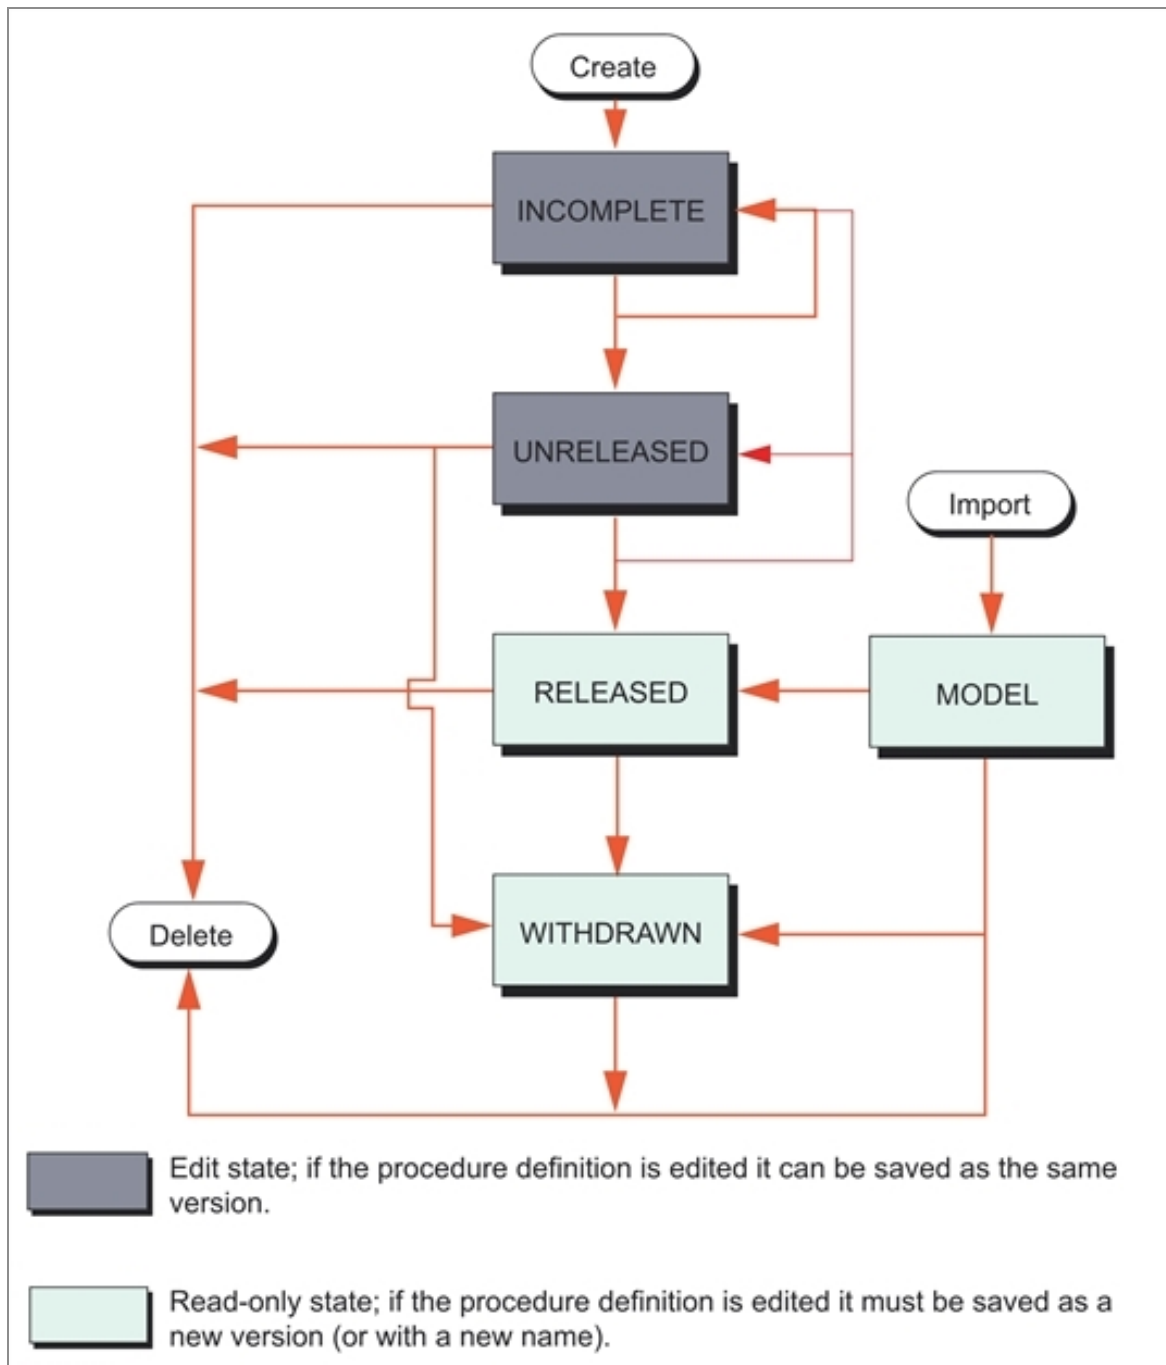 Create
INCOMPLETE
UNRELEASED
Import
RELEASED
MODEL
WITHDRAWN
Delete
Edit state; if the procedure definition is edited it can be saved as the same
version.
Read-only state; if the procedure definition is edited it must be saved as a
new version (or with a new name).